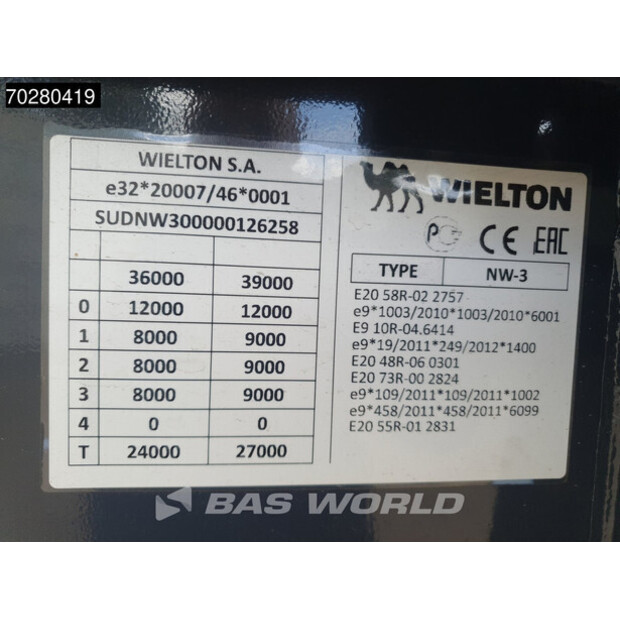 70280419
WIELTON S.A.
e32*20007/46*0001
SUDNW300000126258
36000 39000
0 12000 12000
1 8000 9000
2 8000 9000
3 8000 9000
4 0 0
T 24000 27000
WIELTON
PG CE EAC
TYPE NW-3
E20 58R-02 2757
e9*1003/2010*1003/2010*6001
E9 10R-04.6414
e9*19/2011*249/2012*1400
E20 48R-06 0301
E20 73R-00 2824
e9*109/2011*109/2011*1002
e9*458/2011*458/2011*6099
E20 55R-01 2831
BAS WORLD